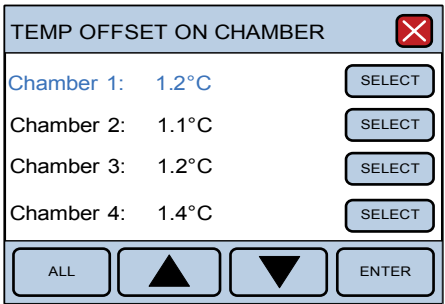 TEMP OFFSET ON CHAMBER
Chamber 1: 1.2°C SELECT
Chamber 2: 1.1°C SELECT
Chamber 3: 1.2°C SELECT
Chamber 4: 1.4°C SELECT
ALL ENTER